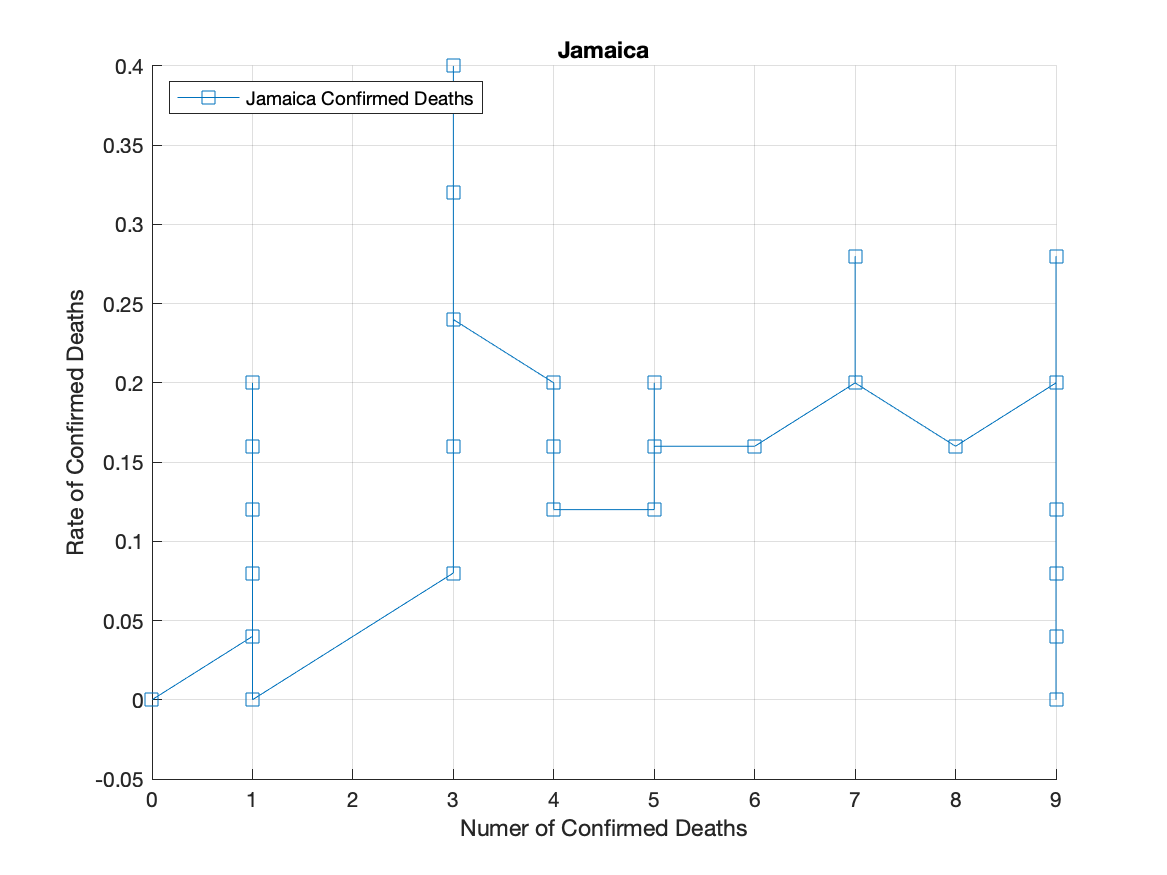 Jamaica
0.4
Jamaica Confirmed Deaths
0.35
0.3
0.25
0.2
0.15
0.1
0.05
0
-0.05
Rate of Confirmed Deaths
0 1 2 3 4 5 6 7 8 9
Numer of Confirmed Deaths